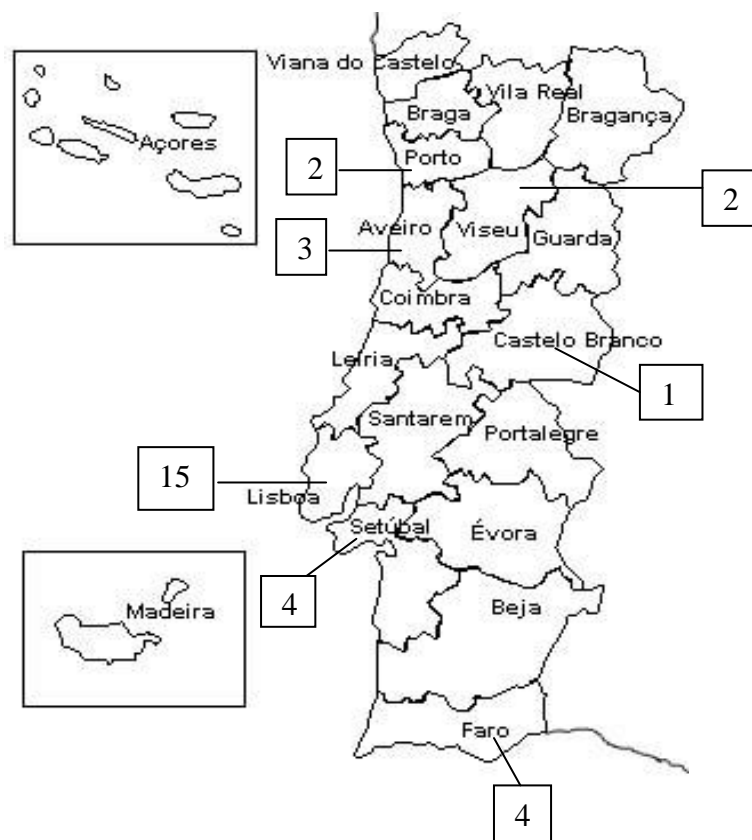 Viana do Castelo
Vila Real
Bragança
Braga
Açores
Porto
2
2
Aveiro
Viseu
Guarda
3
Coimbra
Castelo Branco
Leiria
1
Santarem
Portalegre
15
Lisboa
Setúbal
Évora
4
Madeira
Beja
Faro
4